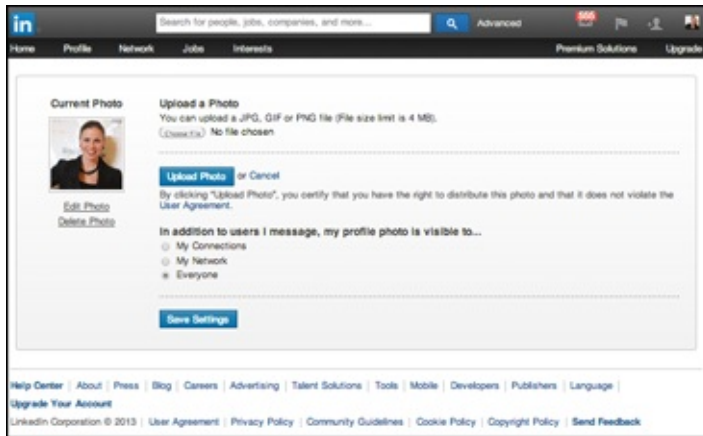 in
Search for people, jobs, companies, and more...
Advanced
Home Profile Network Jobs Interests Premium Solutions Upgrade
Current Photo
Edit Photo
Delete Photo
Upload a Photo
You can upload a JPG, GIF or PNG file (File size limit is 4 MB).
Choose File No file chosen
Upload Photo or Cancel
By clicking "Upload Photo", you certify that you have the right to distribute this photo and that it does not violate the
User Agreement.
In addition to users I message, my profile photo is visible to...
My Connections
My Network
Everyone
Save Settings
Help Center | About | Press | Blog | Careers | Advertising | Talent Solutions | Tools | Mobile | Developers | Publishers | Language |
Upgrade Your Account
LinkedIn Corporation © 2013 | User Agreement | Privacy Policy | Community Guidelines | Cookie Policy | Copyright Policy | Send Feedback